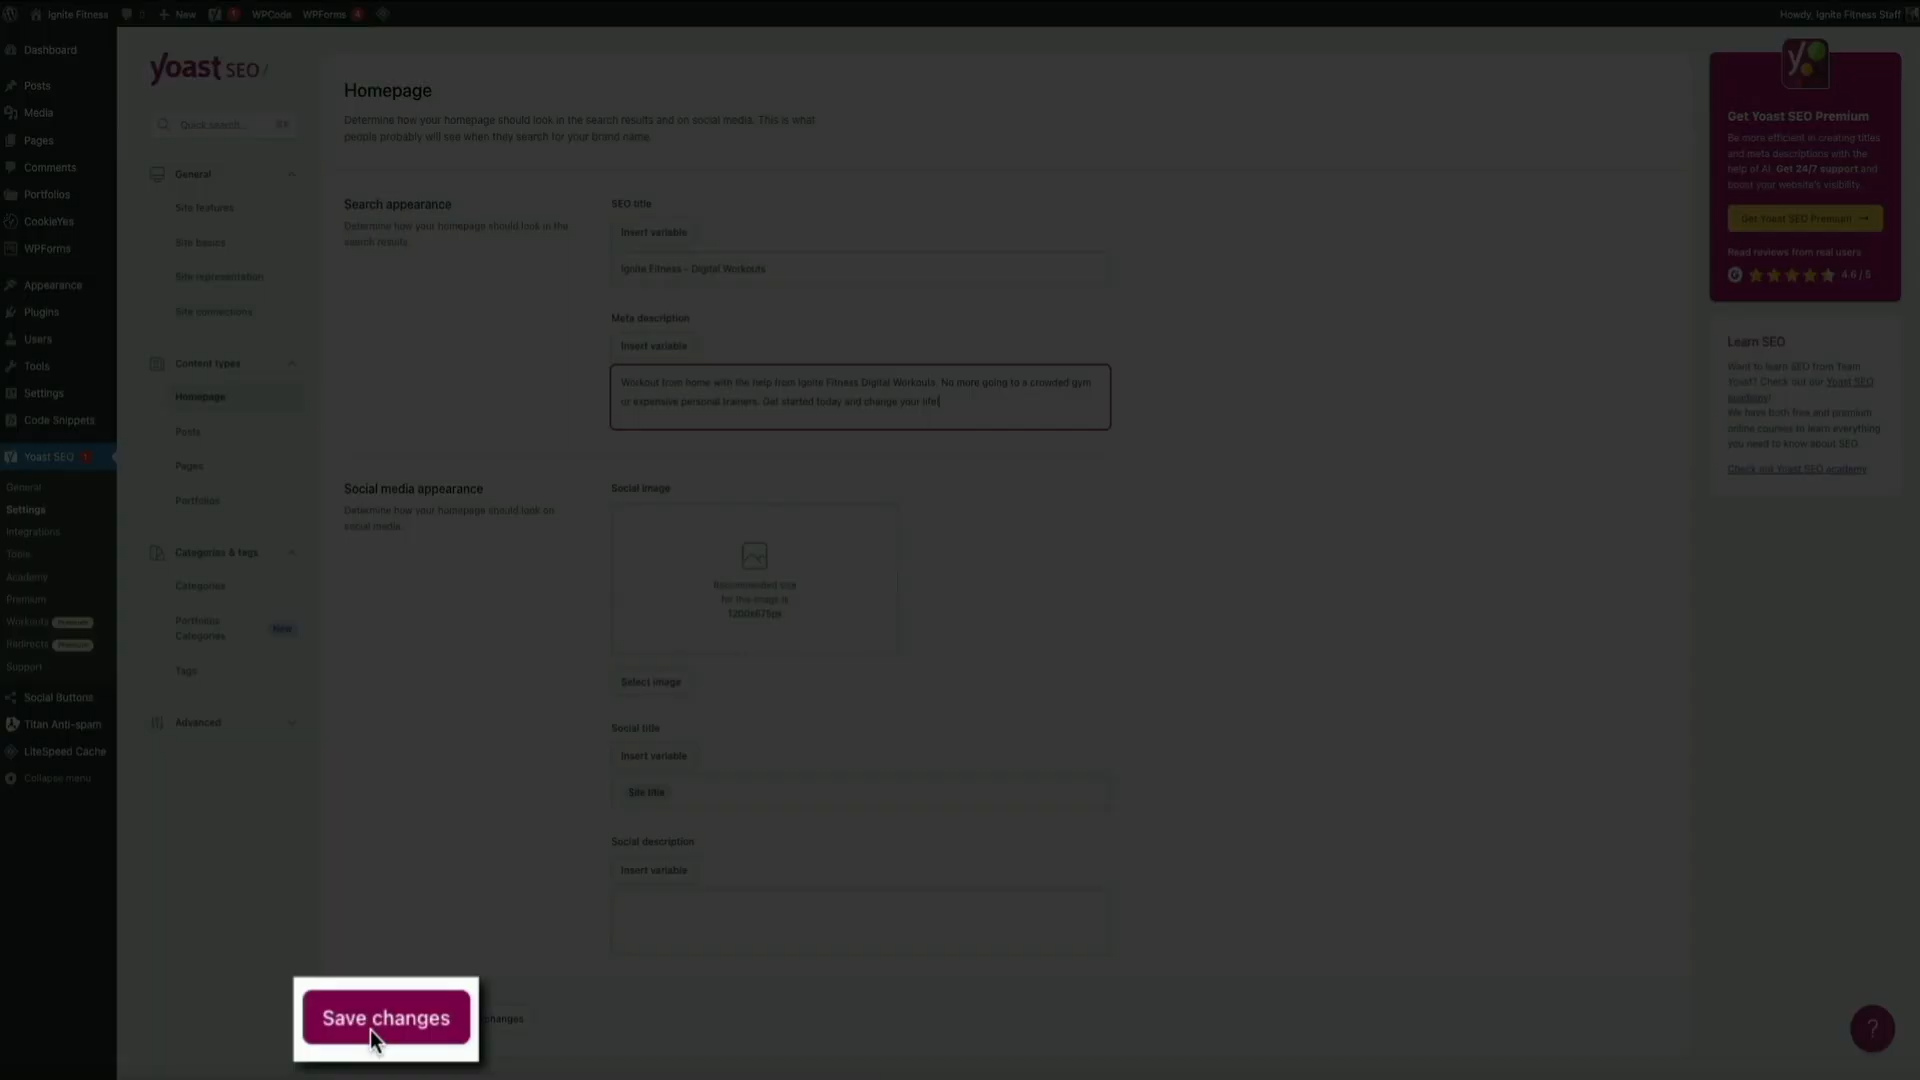 Ignite Fitness
0
New
1
WPCode
WPForms
4
Howdy, Ignite Fitness Staff
Dashboard
Posts
Media
Pages
Comments
Portfolios
CookieYes
WPForms
Appearance
Plugins
Users
Tools
Settings
Code Snippets
Yoast SEO
1
General
Settings
Integrations
Tools
Academy
Premium
Workouts
Premium
Redirects
Premium
Support
Social Buttons
Titan Anti-spam
LiteSpeed Cache
Collapse menu
yoast SEO /
Quick search...
⌘K
General
Site features
Site basics
Site representation
Site connections
Content types
Homepage
Posts
Pages
Portfolios
Categories & tags
Categories
Portfolios
Categories
New
Tags
Advanced
Homepage
Determine how your homepage should look in the search results and on social media. This is what
people probably will see when they search for your brand name.
Search appearance
Determine how your homepage should look in the
search results.
SEO title
Insert variable
Ignite Fitness - Digital Workouts
Meta description
Insert variable
Workout from home with the help from Ignite Fitness Digital Workouts. No more going to a crowded gym
or expensive personal trainers. Get started today and change your life!
Social media appearance
Determine how your homepage should look on
social media.
Social image
Recommended size
for this image is
1200x675px
Select image
Social title
Insert variable
Site title
Social description
Insert variable
Save changes
changes
Get Yoast SEO Premium
Be more efficient in creating titles
and meta descriptions with the
help of AI. Get 24/7 support and
boost your website's visibility.
Get Yoast SEO Premium →
Read reviews from real users
4.6 / 5
Learn SEO
Want to learn SEO from Team
Yoast? Check out our Yoast SEO
academy!
We have both free and premium
online courses to learn everything
you need to know about SEO.
Check out Yoast SEO academy
?